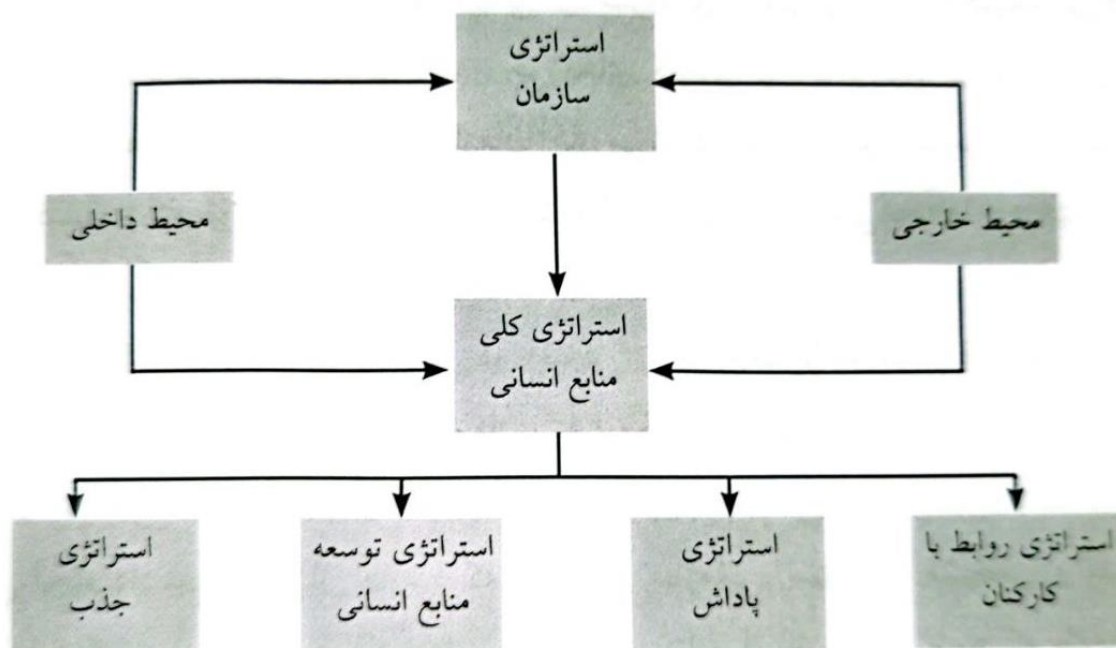 استراتژی
سازمان
محیط خارجی
محیط داخلی
استراتژی کلی
منابع انسانی
استراتژی روابط با
کارکنان
استراتژی
پاداش
استراتژی توسعه
منابع انسانی
استراتژی
جذب